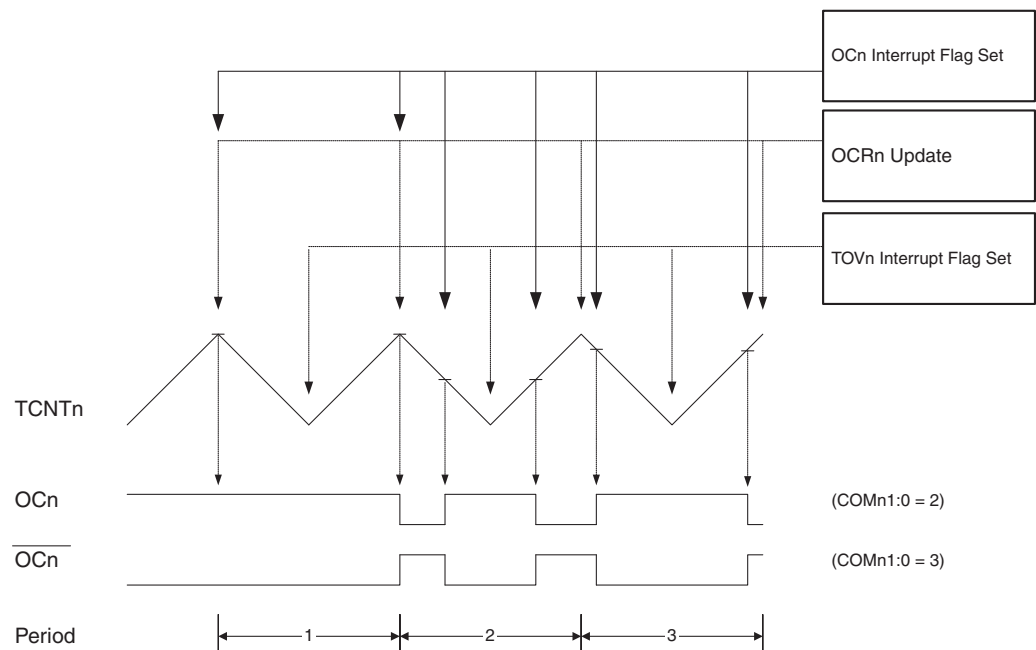 OCn Interrupt Flag Set
OCRn Update
TOVn Interrupt Flag Set
TCNTn
OCn
(COMn1:0 = 2)
OCn
(COMn1:0 = 3)
Period
1
2
3